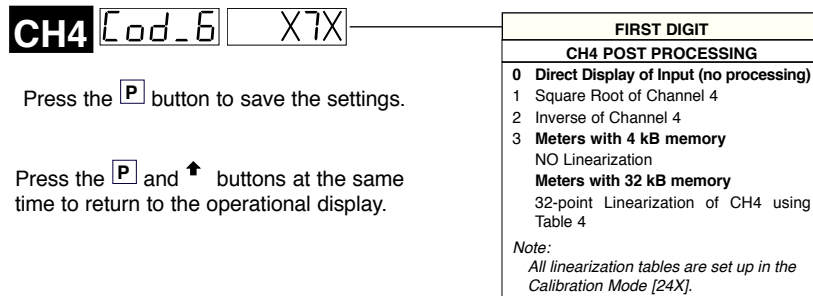 CH4 Cod_6 X7X
Press the P button to save the settings.
Press the P and ⬆ buttons at the same
time to return to the operational display.
FIRST DIGIT
CH4 POST PROCESSING
0 Direct Display of Input (no processing)
1 Square Root of Channel 4
2 Inverse of Channel 4
3 Meters with 4 kB memory
NO Linearization
Meters with 32 kB memory
32-point Linearization of CH4 using
Table 4
Note:
All linearization tables are set up in the
Calibration Mode [24X].